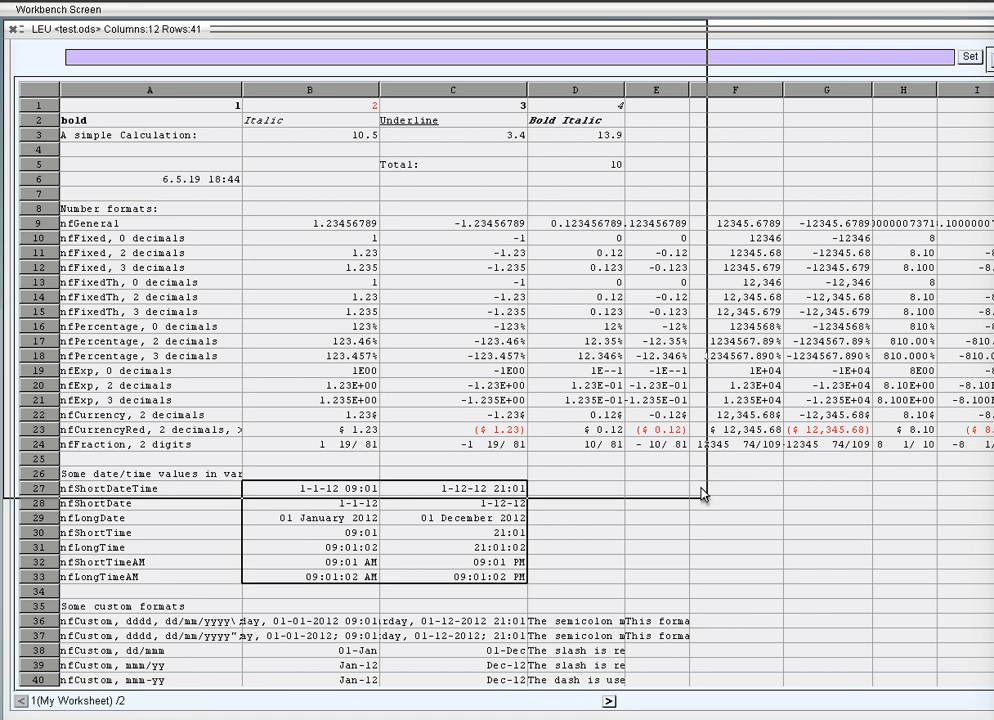 Workbench Screen
LEU <test.ods> Columns:12 Rows:41
Set
A B C D E F G H I
1 1 2 3 4
2 bold Italic Underline Bold Italic
3 A simple Calculation: 10.5 3.4 13.9
4
5 Total: 10
6 6.5.19 18:44
7
8 Number formats:
9 nfGeneral 1.23456789 -1.23456789 0.123456789 .123456789 12345.6789 -12345.6789 0000007371 .1000000
10 nfFixed, 0 decimals 1 -1 0 0 12346 -12346 8
11 nfFixed, 2 decimals 1.23 -1.23 0.12 -0.12 12345.68 -12345.68 8.10 -8.
12 nfFixed, 3 decimals 1.235 -1.235 0.123 -0.123 12345.679 -12345.679 8.100 -8.
13 nfFixedTh, 0 decimals 1 -1 0 0 12,346 -12,346 8
14 nfFixedTh, 2 decimals 1.23 -1.23 0.12 -0.12 12,345.68 -12,345.68 8.10 -8.
15 nfFixedTh, 3 decimals 1.235 -1.235 0.123 -0.123 12,345.679 -12,345.679 8.100 -8.
16 nfPercentage, 0 decimals 123% -123% 12% -12% 1234568% -1234568% 810%
17 nfPercentage, 2 decimals 123.46% -123.46% 12.35% -12.35% 1234567.89% -1234567.89% 810.00% -810.
18 nfPercentage, 3 decimals 123.457% -123.457% 12.346% -12.346% 1234567.890% -1234567.890% 810.000% -810.0
19 nfExp, 0 decimals 1E00 -1E00 1E--1 -1E--1 1E+04 -1E+04 8E00
20 nfExp, 2 decimals 1.23E+00 -1.23E+00 1.23E-01 -1.23E-01 1.23E+04 -1.23E+04 8.10E+00 -8.10E
21 nfExp, 3 decimals 1.235E+00 -1.235E+00 1.235E-01 -1.235E-01 1.235E+04 -1.235E+04 8.100E+00 -8.100E
22 nfCurrency, 2 decimals 1.23$ -1.23$ 0.12$ -0.12$ 12,345.68$ -12,345.68$ 8.10$ -8.
23 nfCurrencyRed, 2 decimals, > $ 1.23 ($ 1.23) $ 0.12 ($ 0.12) $ 12,345.68 ($ 12,345.68) $ 8.10 ($ 8.
24 nfFraction, 2 digits 1 19/ 81 -1 19/ 81 10/ 81 - 10/ 81 12345 74/109 -12345 74/109 8 1/ 10 -8 1/
25
26 Some date/time values in var
27 nfShortDateTime 1-1-12 09:01 1-12-12 21:01
28 nfShortDate 1-1-12 1-12-12
29 nfLongDate 01 January 2012 01 December 2012
30 nfShortTime 09:01 21:01
31 nfLongTime 09:01:02 21:01:02
32 nfShortTimeAM 09:01 AM 09:01 PM
33 nfLongTimeAM 09:01:02 AM 09:01:02 PM
34
35 Some custom formats
36 nfCustom, dddd, dd/mm/yyyy\; day, 01-01-2012 09:01 rday, 01-12-2012 21:01 The semicolon m This forma
37 nfCustom, dddd, dd/mm/yyyy"; ay, 01-01-2012; 09:01 day, 01-12-2012; 21:01 The semicolon m This forma
38 nfCustom, dd/mmm 01-Jan 01-Dec The slash is re
39 nfCustom, mmm/yy Jan-12 Dec-12 The slash is re
40 nfCustom, mmm-yy Jan-12 Dec-12 The dash is use
< 1(My Worksheet) /2 >